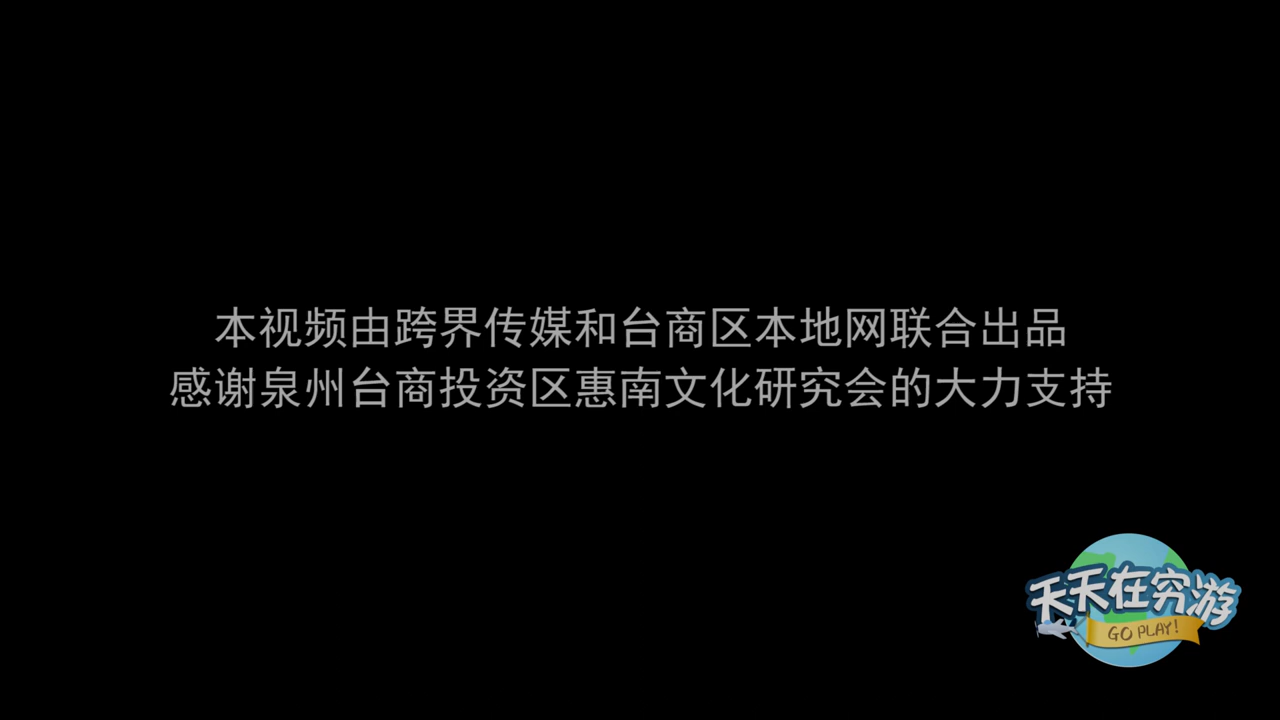 本视频由跨界传媒和台商区本地网联合出品
感谢泉州台商投资区惠南文化研究会的大力支持
天天在穷游
GO PLAY!